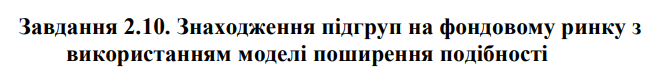 Завдання 2.10. Знаходження підгруп на фондовому ринку з
використанням моделі поширення подібності